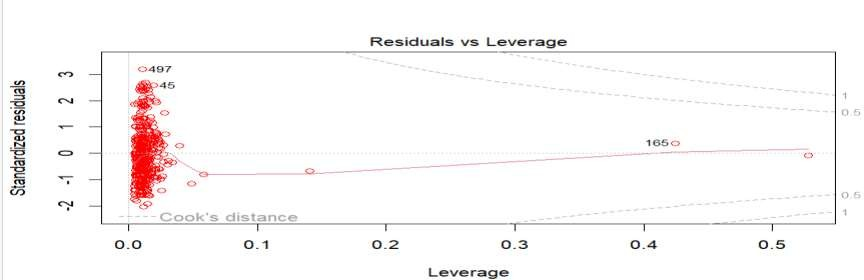 Residuals vs Leverage
Standardized residuals
3
2
1
0
-1
-2
497
45
165
1
0.5
0.5
1
Cook's distance
0.0 0.1 0.2 0.3 0.4 0.5
Leverage